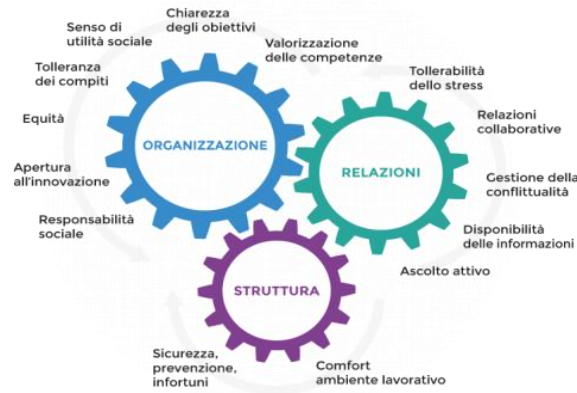 Chiarezza
degli obiettivi
Senso di
utilità sociale
Valorizzazione
delle competenze
Tolleranza
dei compiti
Equità
Apertura
all'innovazione
Responsabilità
sociale
ORGANIZZAZIONE
Tollerabilità
dello stress
Relazioni
collaborative
Gestione della
conflittualità
Disponibilità
delle informazioni
Ascolto attivo
RELAZIONI
STRUTTURA
Sicurezza,
prevenzione,
infortuni
Comfort
ambiente lavorativo